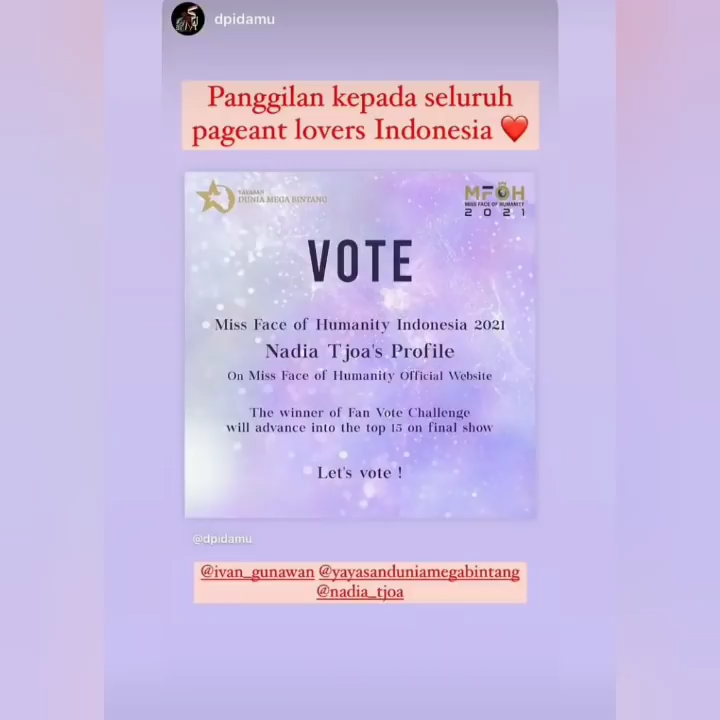 dpidamu
Panggilan kepada seluruh
pageant lovers Indonesia ❤️
YAYASAN
DUNIA MEGA BINTANG
MFOH
MISS FACE OF HUMANITY
2021
VOTE
Miss Face of Humanity Indonesia 2021
Nadia Tjoa's Profile
On Miss Face of Humanity Official Website
The winner of Fan Vote Challenge
will advance into the top 15 on final show
Let's vote !
@dpidamu
@ivan_gunawan @yayasanduniamegabintang
@nadia_tjoa